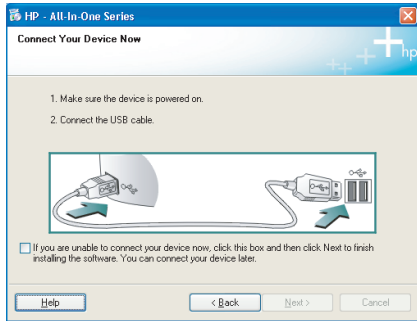 HP - All-In-One Series
Connect Your Device Now
hp
1. Make sure the device is powered on.
2. Connect the USB cable.
If you are unable to connect your device now, click this box and then click Next to finish
installing the software. You can connect your device later.
Help
< Back
Next >
Cancel